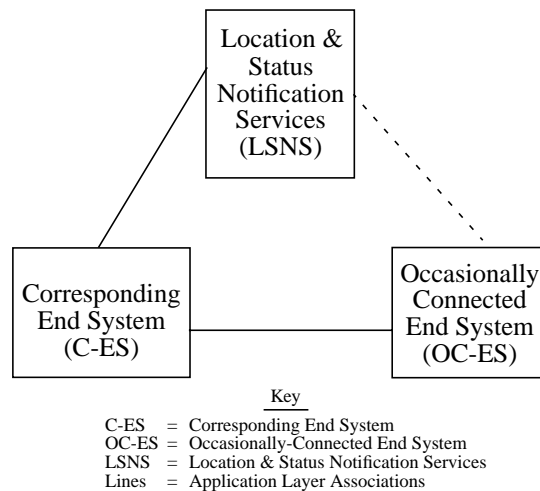 Location &
Status
Notification
Services
(LSNS)
Corresponding
End System
(C-ES)
Occasionally
Connected
End System
(OC-ES)
Key
C-ES = Corresponding End System
OC-ES = Occasionally-Connected End System
LSNS = Location & Status Notification Services
Lines = Application Layer Associations